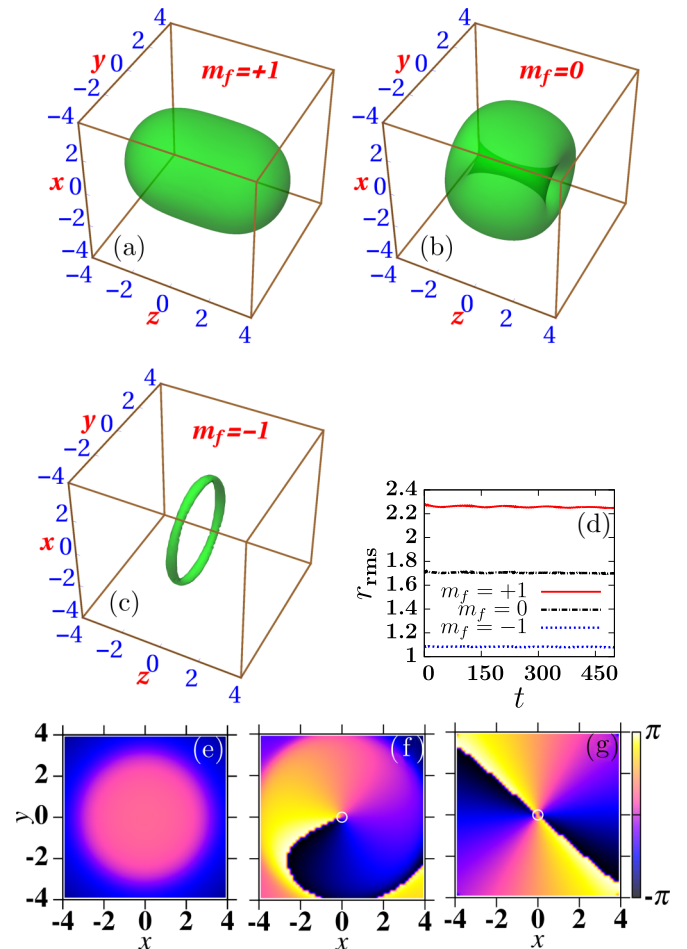 4
2
y 0
−2
−4
m_f=+1
2
x 0
−2
−4
(a)
−4 −2 0 2 4
z
4
2
y 0
−2
−4
m_f=0
2
x 0
−2
−4
(b)
−4 −2 0 2 4
z
4
2
y 0
−2
−4
m_f=−1
2
x 0
−2
−4
(c)
−4 −2 0 2 4
z
2.4
2.2
2
1.8
1.6
1.4
1.2
1
r_rms
(d)
m_f = +1
m_f = 0
m_f = −1
0 150 300 450
t
(e)
4
2
y 0
-2
-4
-4 -2 0 2 4
x
(f)
-4 -2 0 2 4
x
(g)
-4 -2 0 2 4
x
π
-π